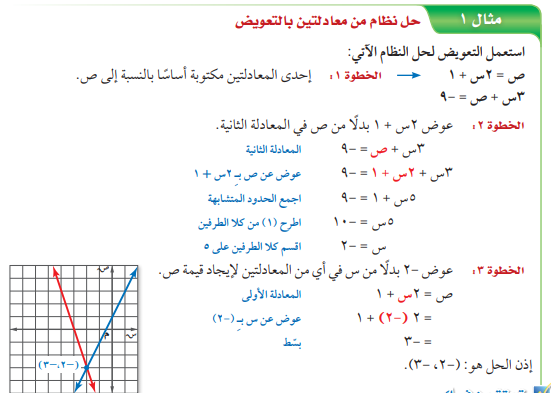 مثال ١ حل نظام من معادلتين بالتعويض
استعمل التعويض لحل النظام الآتي:
ص = ٢س + ١ الخطوة ١: إحدى المعادلتين مكتوبة أساسًا بالنسبة إلى ص.
٣س + ص = -٩
الخطوة ٢: عوض ٢س + ١ بدلًا من ص في المعادلة الثانية.
٣س + ص = -٩ المعادلة الثانية
٣س + ٢س + ١ = -٩ عوض عن ص بـِ ٢س + ١
٥س + ١ = -٩ اجمع الحدود المتشابهة
٥س = -١٠ اطرح (١) من كلا الطرفين
س = -٢ اقسم كلا الطرفين على ٥
الخطوة ٣: عوض -٢ بدلًا من س في أي من المعادلتين لإيجاد قيمة ص.
ص = ٢س + ١ المعادلة الأولى
= ٢ (-٢) + ١ عوض عن س بـِ (-٢)
= -٣ بسّط
إذن الحل هو: (-٢، -٣).
ص
س
م
(-٢، -٣)